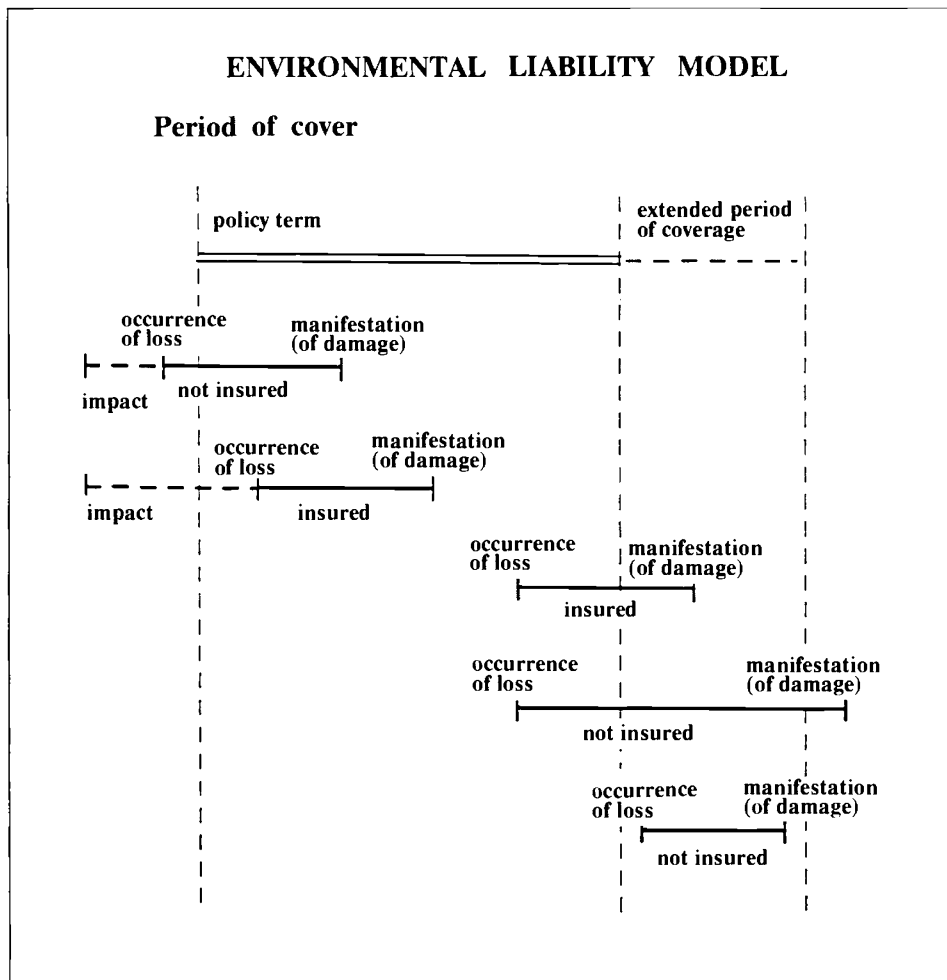 ENVIRONMENTAL LIABILITY MODEL
Period of cover
policy term
extended period
of coverage
occurrence
of loss
manifestation
(of damage)
impact
not insured
occurrence
of loss
manifestation
(of damage)
impact
insured
occurrence
of loss
manifestation
(of damage)
insured
occurrence
of loss
manifestation
(of damage)
not insured
occurrence
of loss
manifestation
(of damage)
not insured